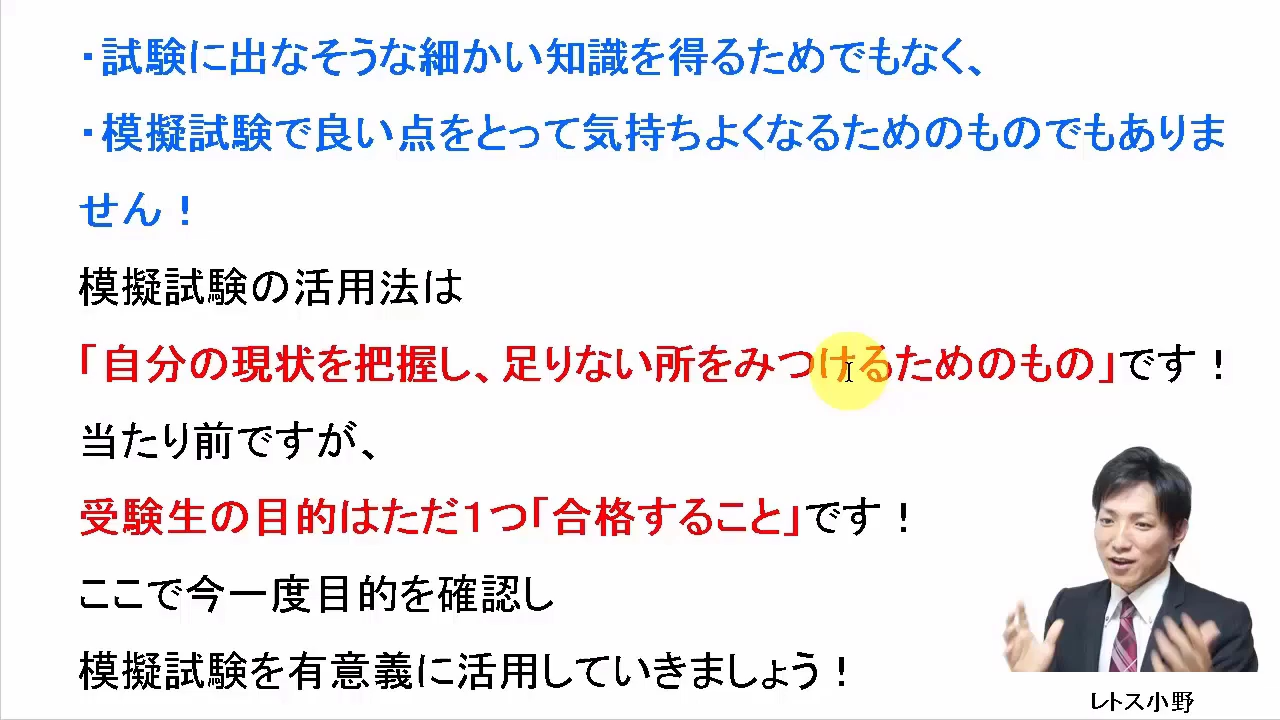 ・試験に出なそうな細かい知識を得るためでもなく、
・模擬試験で良い点をとって気持ちよくなるためのものでもありま
せん！
模擬試験の活用法は
「自分の現状を把握し、足りない所をみつけるためのもの」です！
当たり前ですが、
受験生の目的はただ１つ「合格すること」です！
ここで今一度目的を確認し
模擬試験を有意義に活用していきましょう！
レトス小野